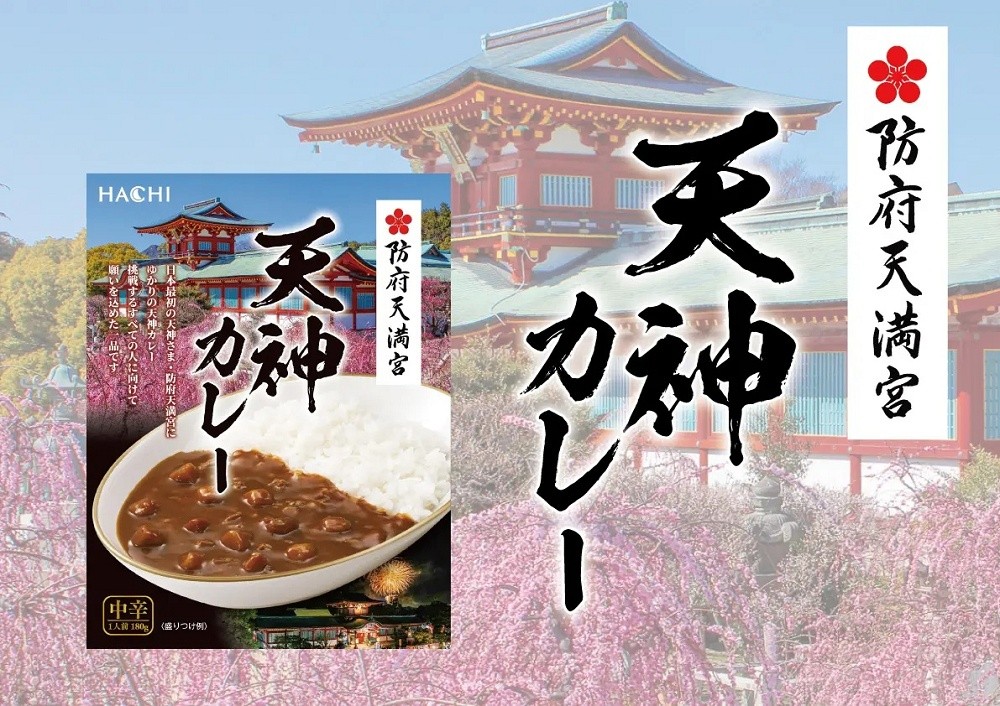 HACHI
防府天満宮
天神
カレー
日本最初の天神さま・防府天満宮に
ゆかりの天神カレー
挑戦するすべての人に向けて
願いを込めた一品です
中辛
1人前 180g
〈盛りつけ例〉
防府天満宮
天神
カレー